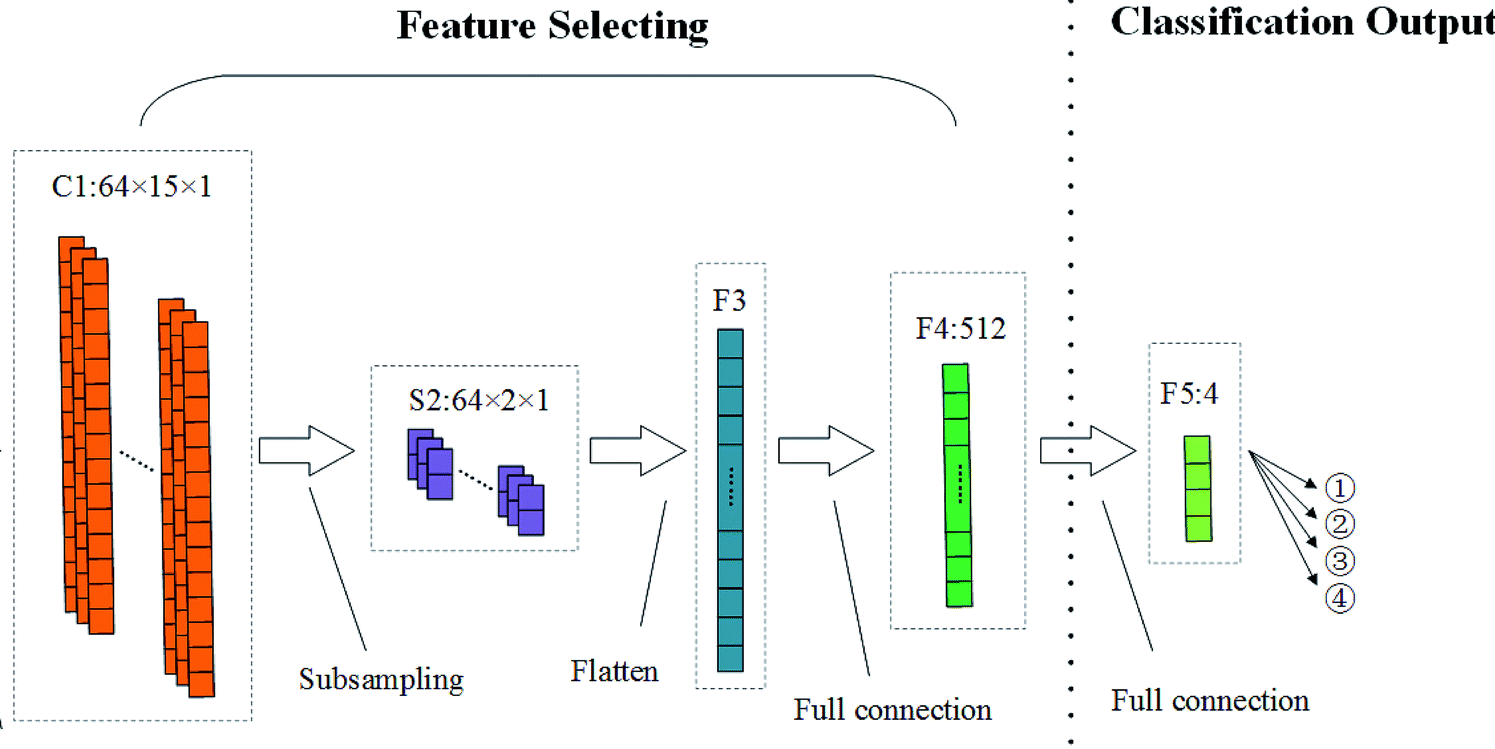 Feature Selecting
Classification Output
C1:64×15×1
S2:64×2×1
F3
F4:512
F5:4
①
②
③
④
Subsampling
Flatten
Full connection
Full connection